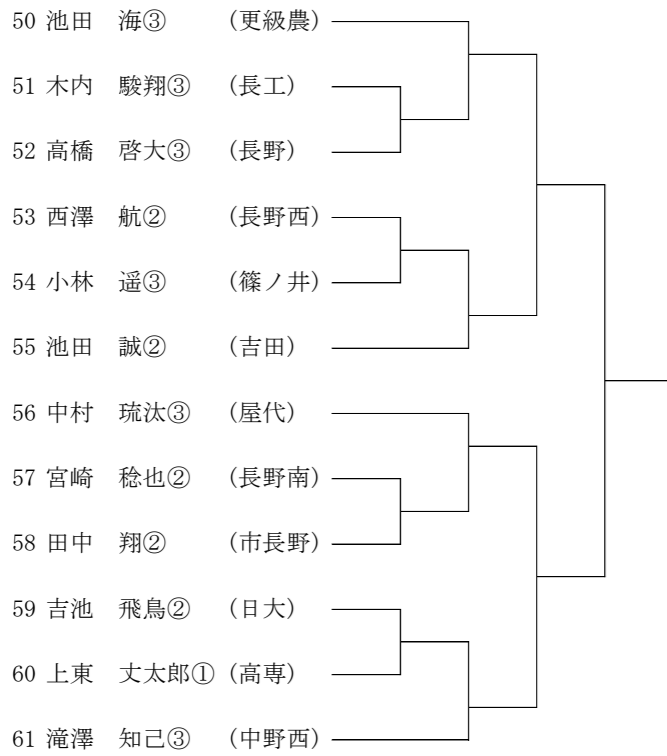 50 池田　海③　(更級農)
51 木内　駿翔③　(長工)
52 高橋　啓大③　(長野)
53 西澤　航②　(長野西)
54 小林　遥③　(篠ノ井)
55 池田　誠②　(吉田)
56 中村　琉汰③　(屋代)
57 宮崎　稔也②　(長野南)
58 田中　翔②　(市長野)
59 吉池　飛鳥②　(日大)
60 上東　丈太郎①　(高専)
61 滝澤　知己③　(中野西)